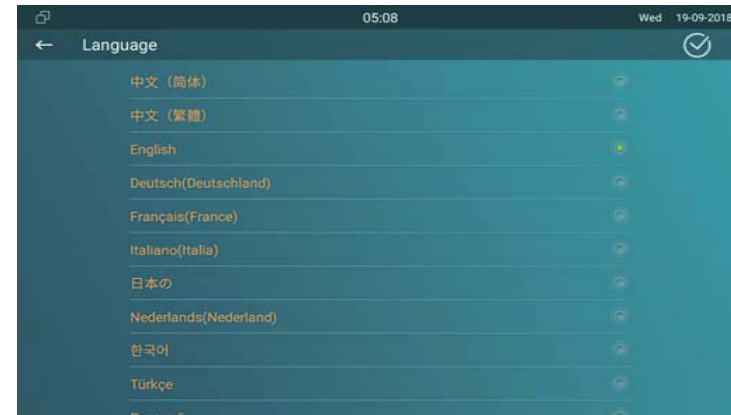 05:08 Wed 19-09-2018
Language
中文（简体）
中文（繁體）
English
Deutsch(Deutschland)
Français(France)
Italiano(Italia)
日本の
Nederlands(Nederland)
한국어
Türkçe